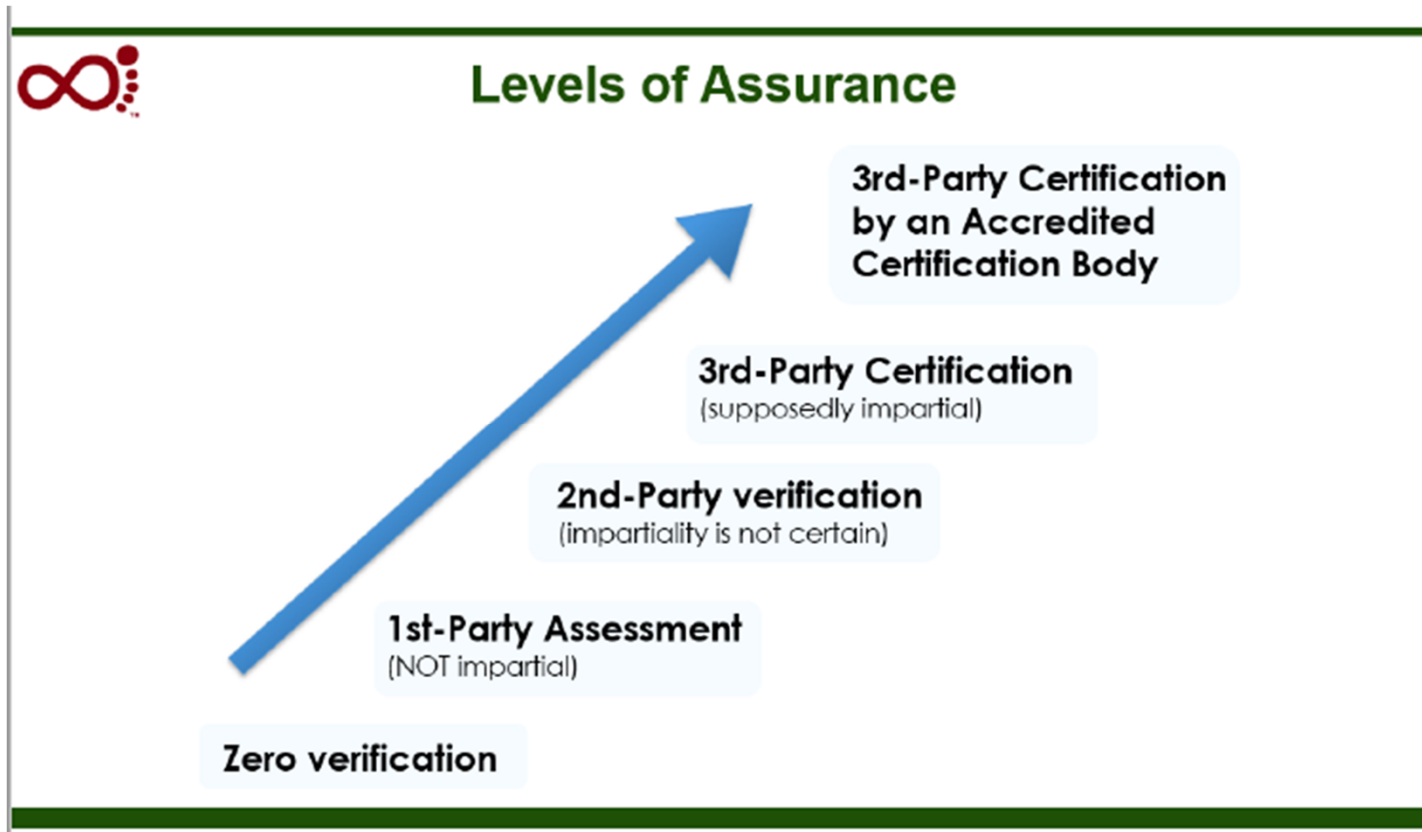 Levels of Assurance
3rd-Party Certification
by an Accredited
Certification Body
3rd-Party Certification
(supposedly impartial)
2nd-Party verification
(impartiality is not certain)
1st-Party Assessment
(NOT impartial)
Zero verification